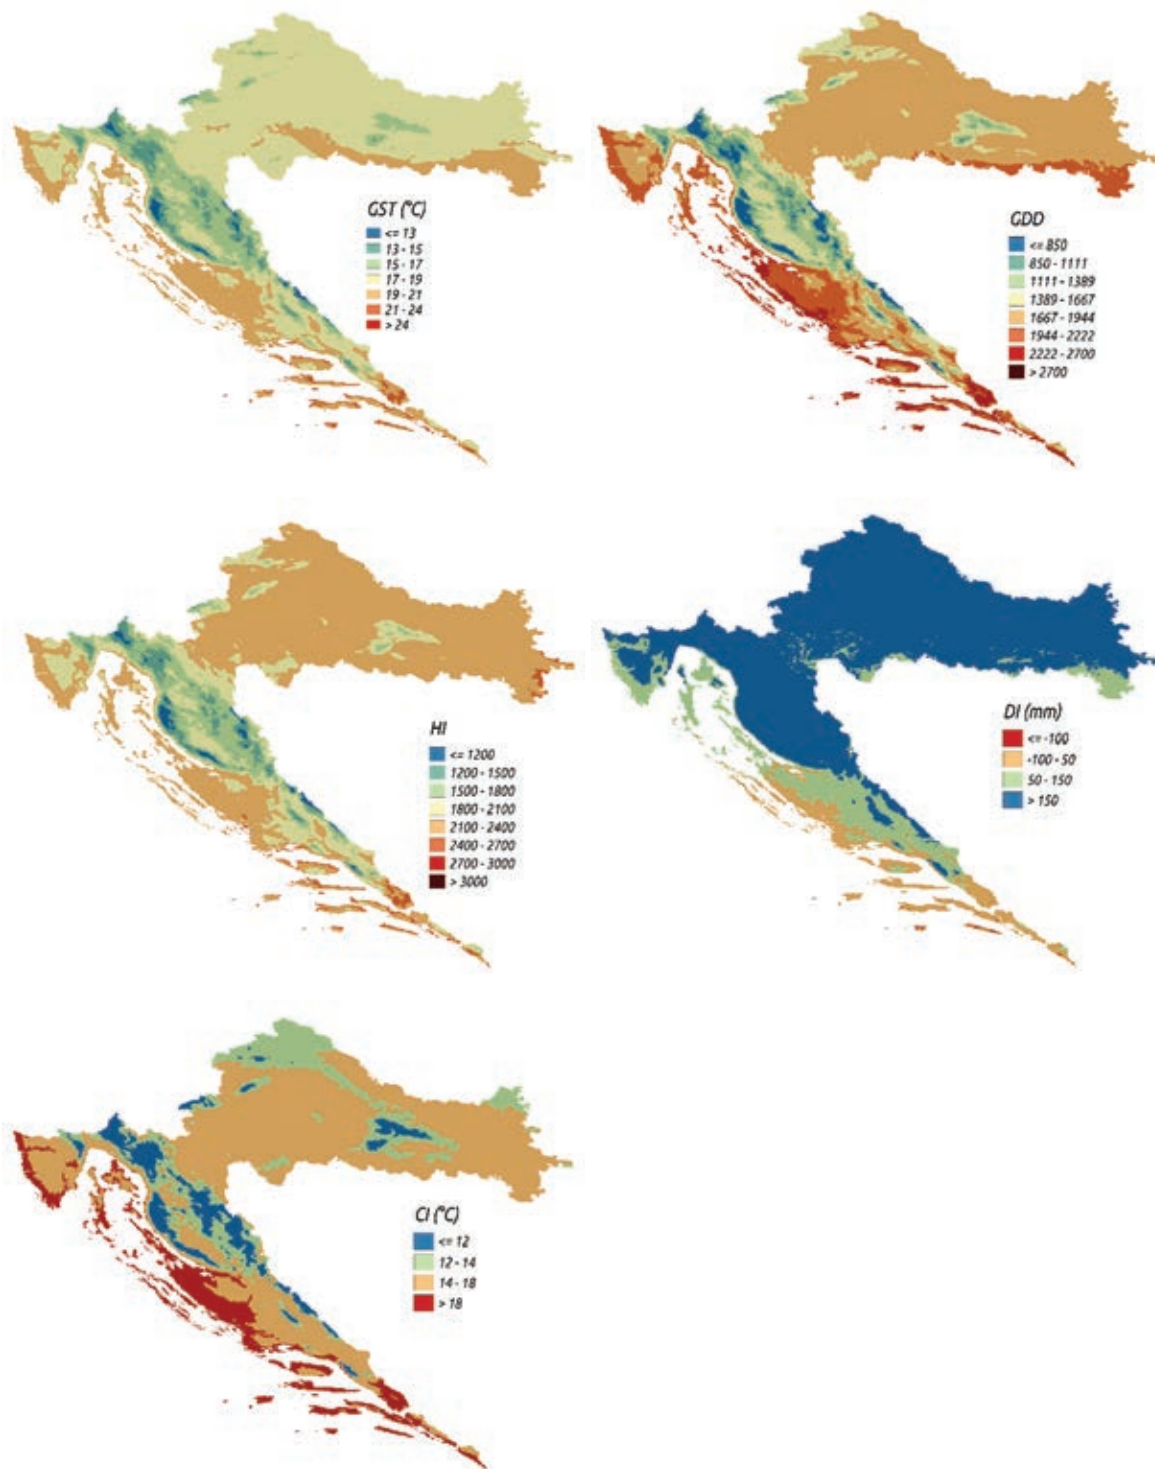 GST (°C)
<= 13
13 - 15
15 - 17
17 - 19
19 - 21
21 - 24
> 24
GDD
<= 850
850 - 1111
1111 - 1389
1389 - 1667
1667 - 1944
1944 - 2222
2222 - 2700
> 2700
HI
<= 1200
1200 - 1500
1500 - 1800
1800 - 2100
2100 - 2400
2400 - 2700
2700 - 3000
> 3000
DI (mm)
<= -100
-100 - 50
50 - 150
> 150
CI (°C)
<= 12
12 - 14
14 - 18
> 18